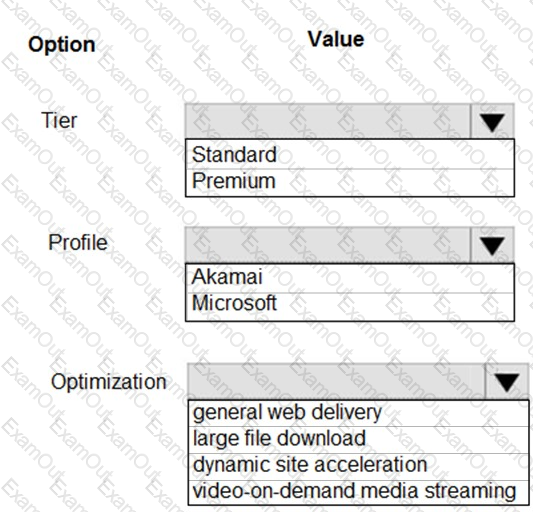 Option Value
Tier
Standard
Premium
Profile
Akamai
Microsoft
Optimization
general web delivery
large file download
dynamic site acceleration
video-on-demand media streaming